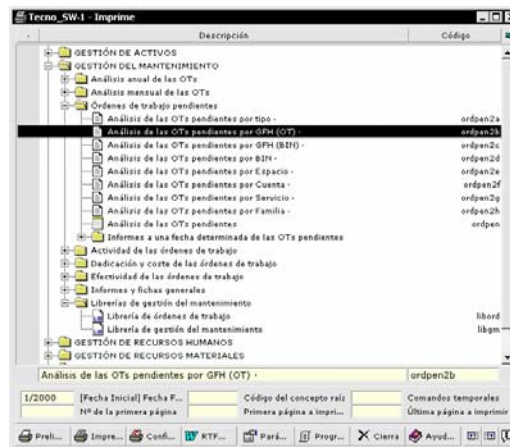 Tecno_SW-1 - Imprime
Descripción Código
GESTIÓN DE ACTIVOS
GESTIÓN DEL MANTENIMIENTO
Análisis anual de las OTs
Análisis mensual de las OTs
Órdenes de trabajo pendientes
Análisis de las OTs pendientes por tipo - ordpen2a
Análisis de las OTs pendientes por GFH (OT) - ordpen2b
Análisis de las OTs pendientes por GFH (BIN) - ordpen2c
Análisis de las OTs pendientes por BIN - ordpen2d
Análisis de las OTs pendientes por Espacio - ordpen2e
Análisis de las OTs pendientes por Cuenta - ordpen2f
Análisis de las OTs pendientes por Servicio - ordpen2g
Análisis de las OTs pendientes por Familia - ordpen2h
Análisis de las OTs pendientes ordpen
Informes a una fecha determinada de las OTs pendientes
Actividad de las órdenes de trabajo
Dedicación y coste de las órdenes de trabajo
Efectividad de las órdenes de trabajo
Informes y fichas generales
Librerías de gestión del mantenimiento
Librería de órdenes de trabajo libord
Librería de gestión del mantenimiento libgm
GESTIÓN DE RECURSOS HUMANOS
GESTIÓN DE RECURSOS MATERIALES
Análisis de las OTs pendientes por GFH (OT) - ordpen2b
1/2000 [Fecha Inicial] Fecha F... Código del concepto raíz Comandos temporales
Nº de la primera página Primera página a impri... Última página a imprimir
Preli... Impre... Confi... RTF... Pará... Progr... Cierra Ayud...